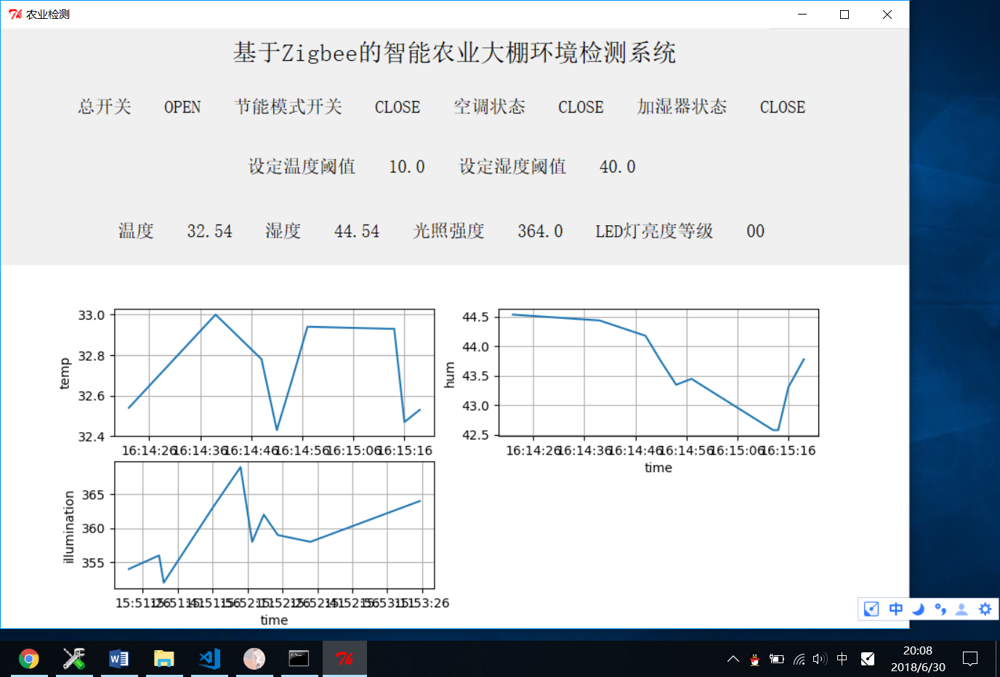 农业检测
基于Zigbee的智能农业大棚环境检测系统
总开关 OPEN 节能模式开关 CLOSE 空调状态 CLOSE 加湿器状态 CLOSE
设定温度阈值 10.0 设定湿度阈值 40.0
温度 32.54 湿度 44.54 光照强度 364.0 LED灯亮度等级 00
33.0
32.8
32.6
32.4
temp
16:14:26 16:14:36 16:14:46 16:14:56 16:15:06 16:15:16
44.5
44.0
43.5
43.0
42.5
hum
16:14:26 16:14:36 16:14:46 16:14:56 16:15:06 16:15:16
time
365
360
355
illumination
time
中
中
20:08
2018/6/30